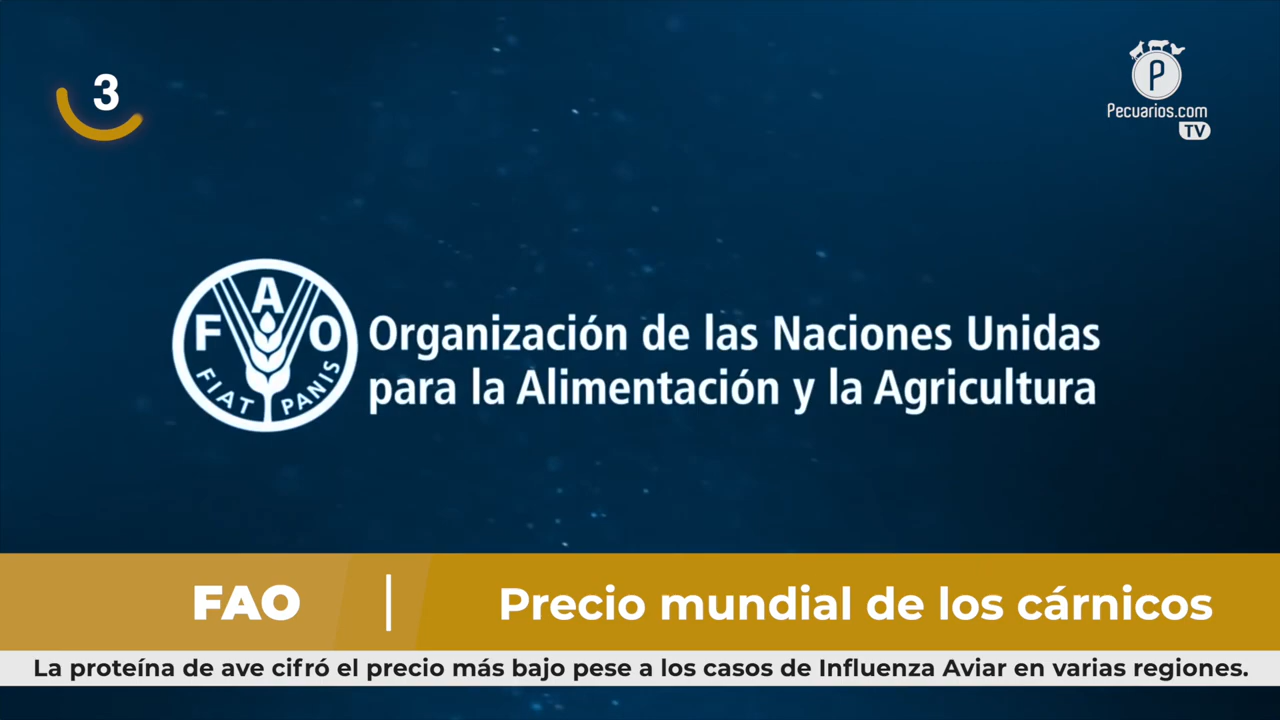 3
P
Pecuarios.com
TV
F A O
FIAT PANIS
Organización de las Naciones Unidas
para la Alimentación y la Agricultura
FAO | Precio mundial de los cárnicos
La proteína de ave cifró el precio más bajo pese a los casos de Influenza Aviar en varias regiones.